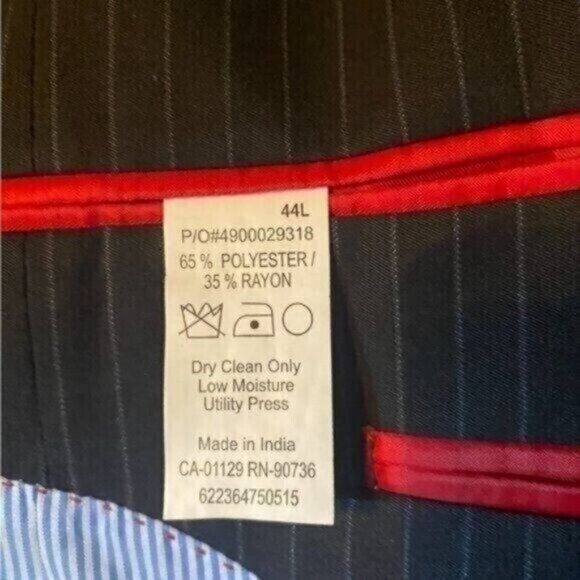 44L
P/O#4900029318
65 % POLYESTER /
35 % RAYON
Dry Clean Only
Low Moisture
Utility Press
Made in India
CA-01129 RN-90736
622364750515